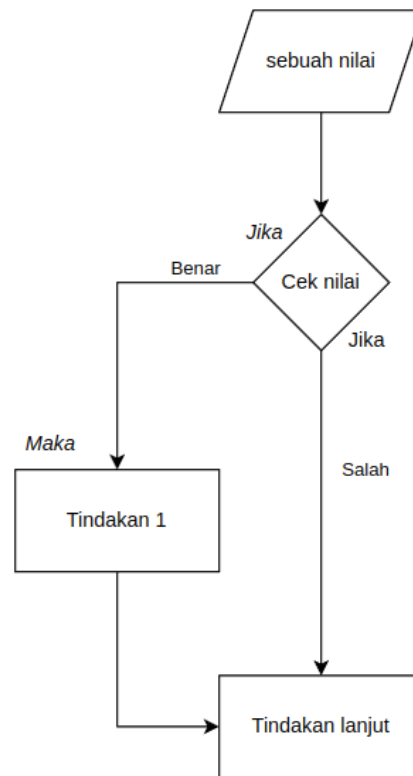 sebuah nilai
Jika
Benar
Cek nilai
Jika
Maka
Salah
Tindakan 1
Tindakan lanjut